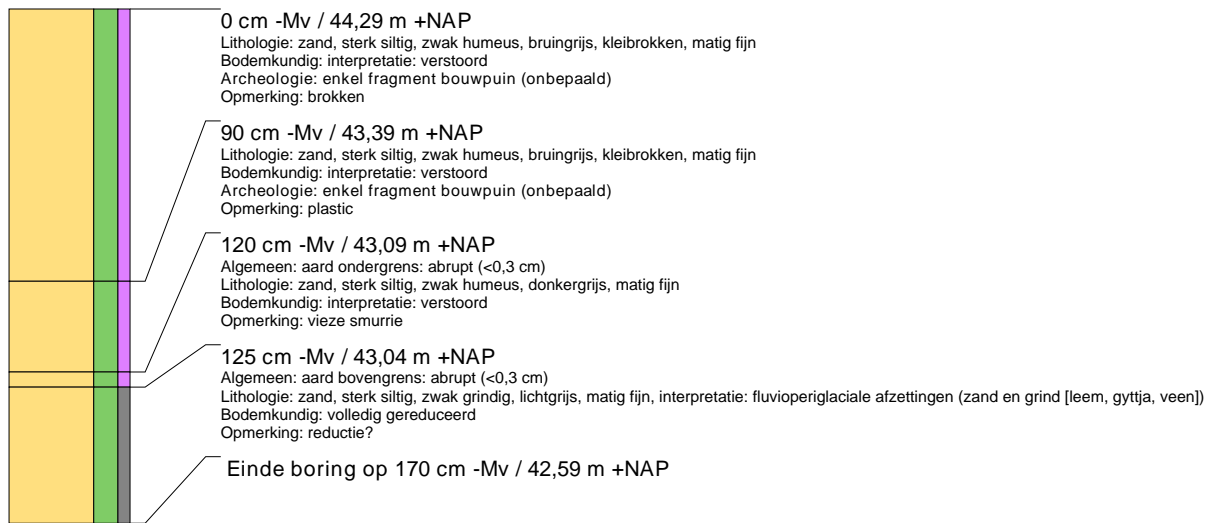 0 cm -Mv / 44,29 m +NAP
Lithologie: zand, sterk siltig, zwak humeus, bruingrijs, kleibrokken, matig fijn
Bodemkundig: interpretatie: verstoord
Archeologie: enkel fragment bouwpuin (onbepaald)
Opmerking: brokken
90 cm -Mv / 43,39 m +NAP
Lithologie: zand, sterk siltig, zwak humeus, bruingrijs, kleibrokken, matig fijn
Bodemkundig: interpretatie: verstoord
Archeologie: enkel fragment bouwpuin (onbepaald)
Opmerking: plastic
120 cm -Mv / 43,09 m +NAP
Algemeen: aard ondergrens: abrupt (<0,3 cm)
Lithologie: zand, sterk siltig, zwak humeus, donkergrijs, matig fijn
Bodemkundig: interpretatie: verstoord
Opmerking: vieze smurrie
125 cm -Mv / 43,04 m +NAP
Algemeen: aard bovengrens: abrupt (<0,3 cm)
Lithologie: zand, sterk siltig, zwak grindig, lichtgrijs, matig fijn, interpretatie: fluvioperiglaciale afzettingen (zand en grind [leem, gyttja, veen])
Bodemkundig: volledig gereduceerd
Opmerking: reductie?
Einde boring op 170 cm -Mv / 42,59 m +NAP